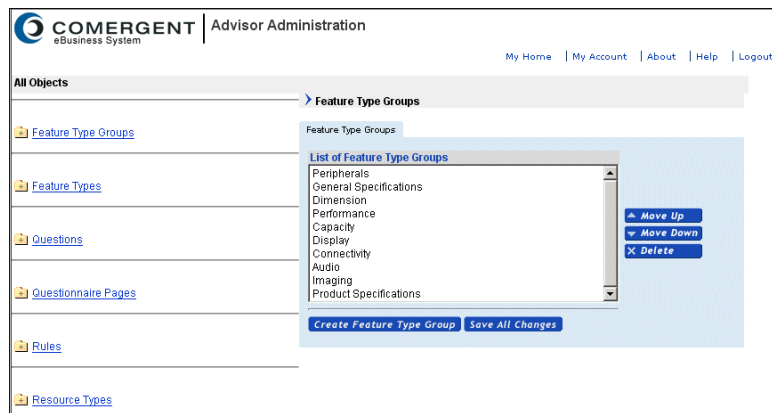 COMERGENT
eBusiness System
Advisor Administration
My Home | My Account | About | Help | Logout
All Objects
Feature Type Groups
Feature Types
Questions
Questionnaire Pages
Rules
Resource Types
Feature Type Groups
Feature Type Groups
List of Feature Type Groups
Peripherals
General Specifications
Dimension
Performance
Capacity
Display
Connectivity
Audio
Imaging
Product Specifications
Move Up
Move Down
X Delete
Create Feature Type Group
Save All Changes